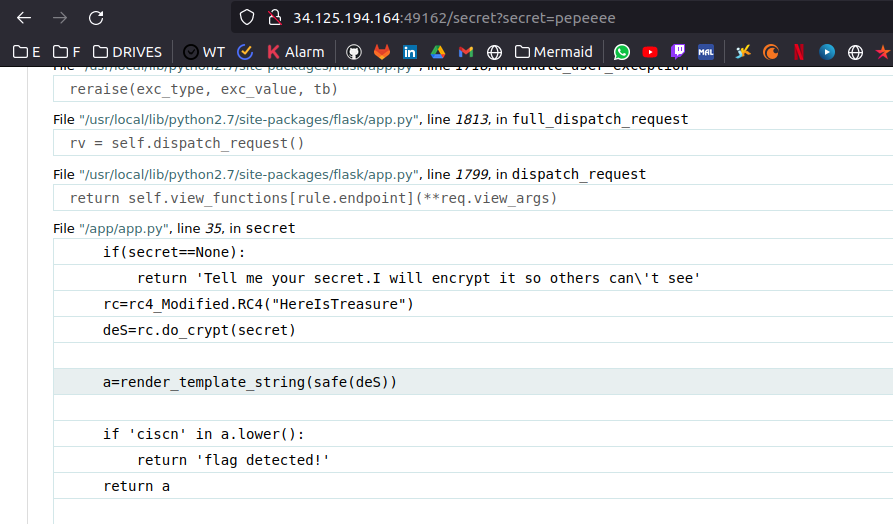 34.125.194.164:49162/secret?secret=pepeeee
E F DRIVES WT Alarm in Mermaid MAL
File "/usr/local/lib/python2.7/site-packages/flask/app.py", line 1718, in handle_user_exception
reraise(exc_type, exc_value, tb)
File "/usr/local/lib/python2.7/site-packages/flask/app.py", line 1813, in full_dispatch_request
rv = self.dispatch_request()
File "/usr/local/lib/python2.7/site-packages/flask/app.py", line 1799, in dispatch_request
return self.view_functions[rule.endpoint](**req.view_args)
File "/app/app.py", line 35, in secret
if(secret==None):
return 'Tell me your secret.I will encrypt it so others can\'t see'
rc=rc4_Modified.RC4("HereIsTreasure")
deS=rc.do_crypt(secret)
a=render_template_string(safe(deS))
if 'ciscn' in a.lower():
return 'flag detected!'
return a